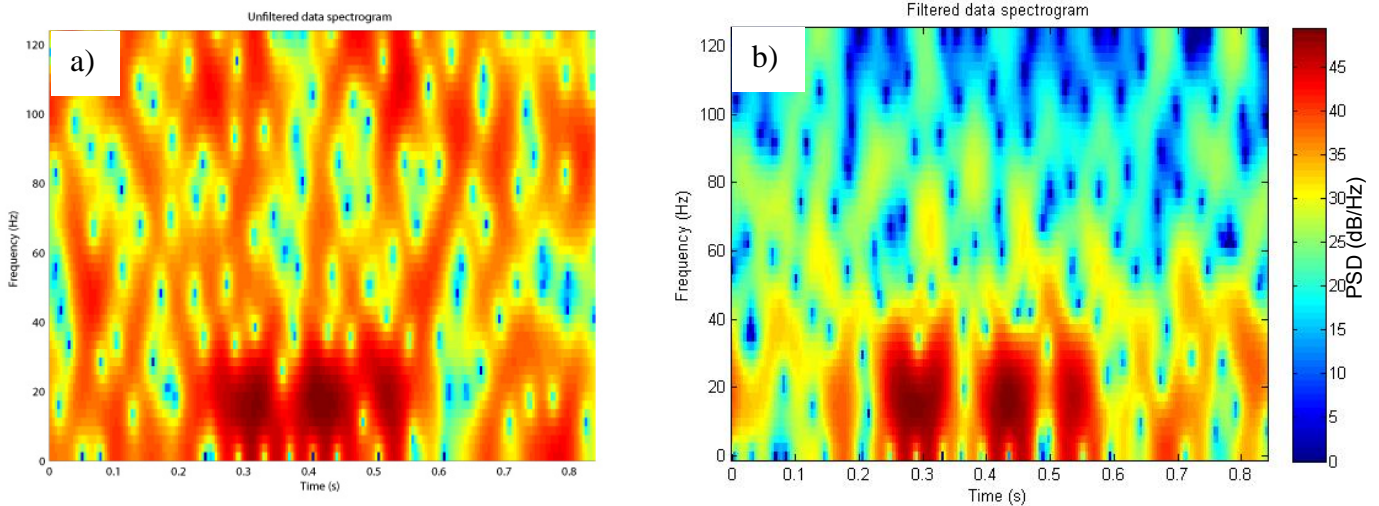 Unfiltered data spectrogram
a)
120
100
80
60
40
20
0
Frequency (Hz)
0 0.1 0.2 0.3 0.4 0.5 0.6 0.7 0.8
Time (s)
Filtered data spectrogram
b)
120
100
80
60
40
20
0
Frequency (Hz)
0 0.1 0.2 0.3 0.4 0.5 0.6 0.7 0.8
Time (s)
45
40
35
30
25
20
15
10
5
0
PSD (dB/Hz)